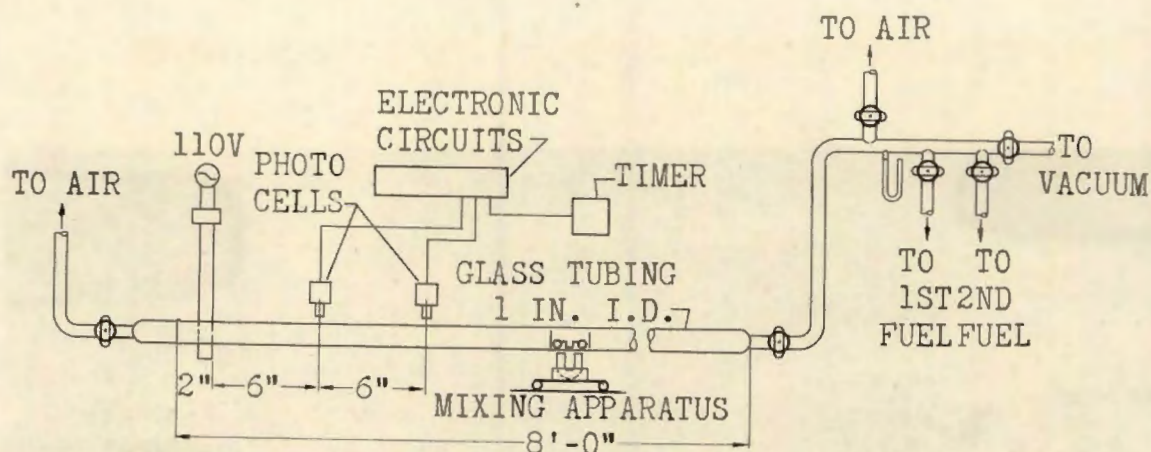 TO AIR
ELECTRONIC
CIRCUITS
110V
PHOTO
CELLS
TIMER
TO AIR
TO
VACUUM
GLASS TUBING
1 IN. I.D.
TO TO
1ST 2ND
FUEL FUEL
2" 6" 6"
MIXING APPARATUS
8'-0"